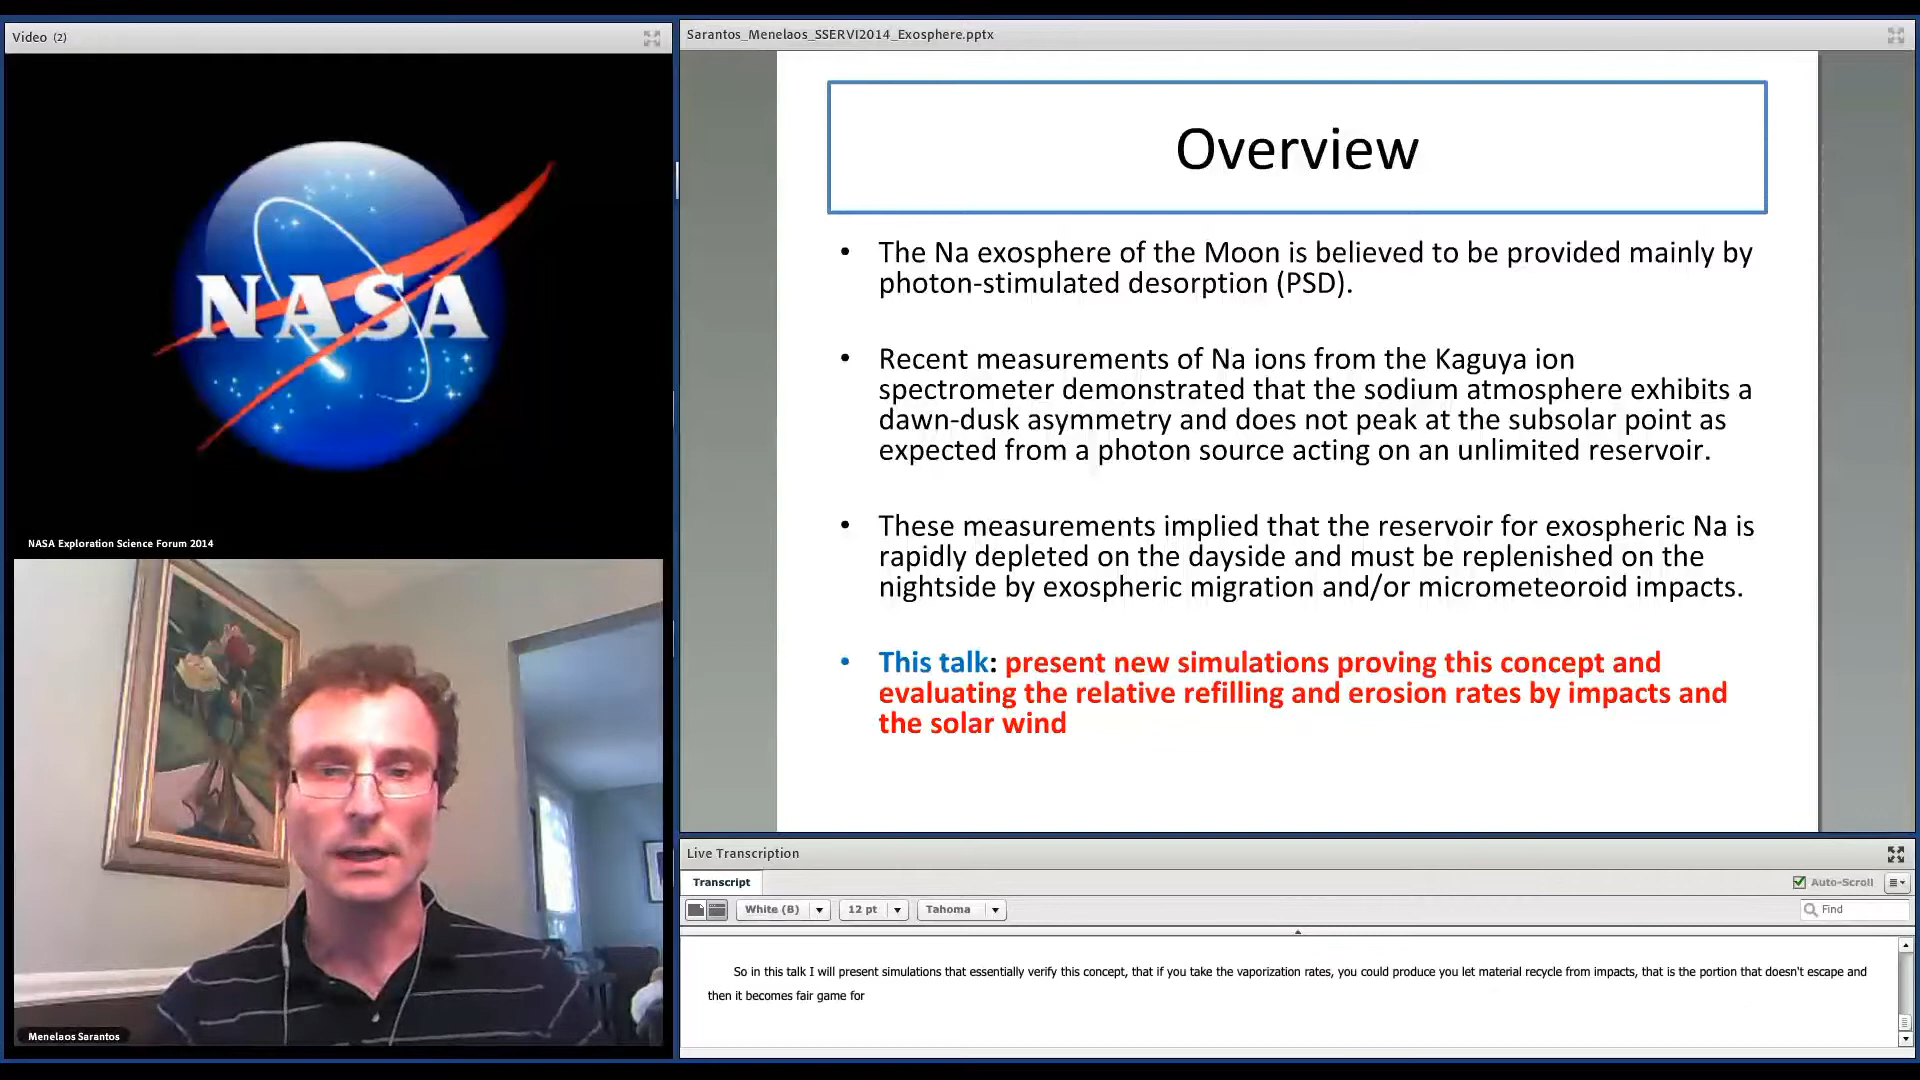 Video (2)
NASA
NASA Exploration Science Forum 2014
Menelaos Sarantos
Sarantos_Menelaos_SSERVI2014_Exosphere.pptx
Overview
• The Na exosphere of the Moon is believed to be provided mainly by
photon-stimulated desorption (PSD).
• Recent measurements of Na ions from the Kaguya ion
spectrometer demonstrated that the sodium atmosphere exhibits a
dawn-dusk asymmetry and does not peak at the subsolar point as
expected from a photon source acting on an unlimited reservoir.
• These measurements implied that the reservoir for exospheric Na is
rapidly depleted on the dayside and must be replenished on the
nightside by exospheric migration and/or micrometeoroid impacts.
• This talk: present new simulations proving this concept and
evaluating the relative refilling and erosion rates by impacts and
the solar wind
Live Transcription
Transcript
Auto-Scroll
White (B)
12 pt
Tahoma
Find
So in this talk I will present simulations that essentially verify this concept, that if you take the vaporization rates, you could produce you let material recycle from impacts, that is the portion that doesn't escape and
then it becomes fair game for